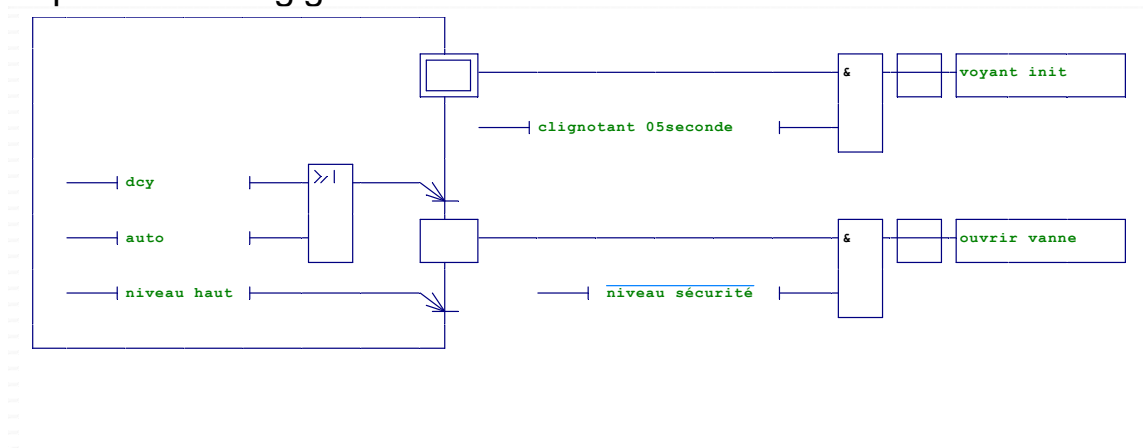 & voyant init
clignotant 05seconde
dcy ≥1
auto & ouvrir vanne
niveau haut niveau sécurité